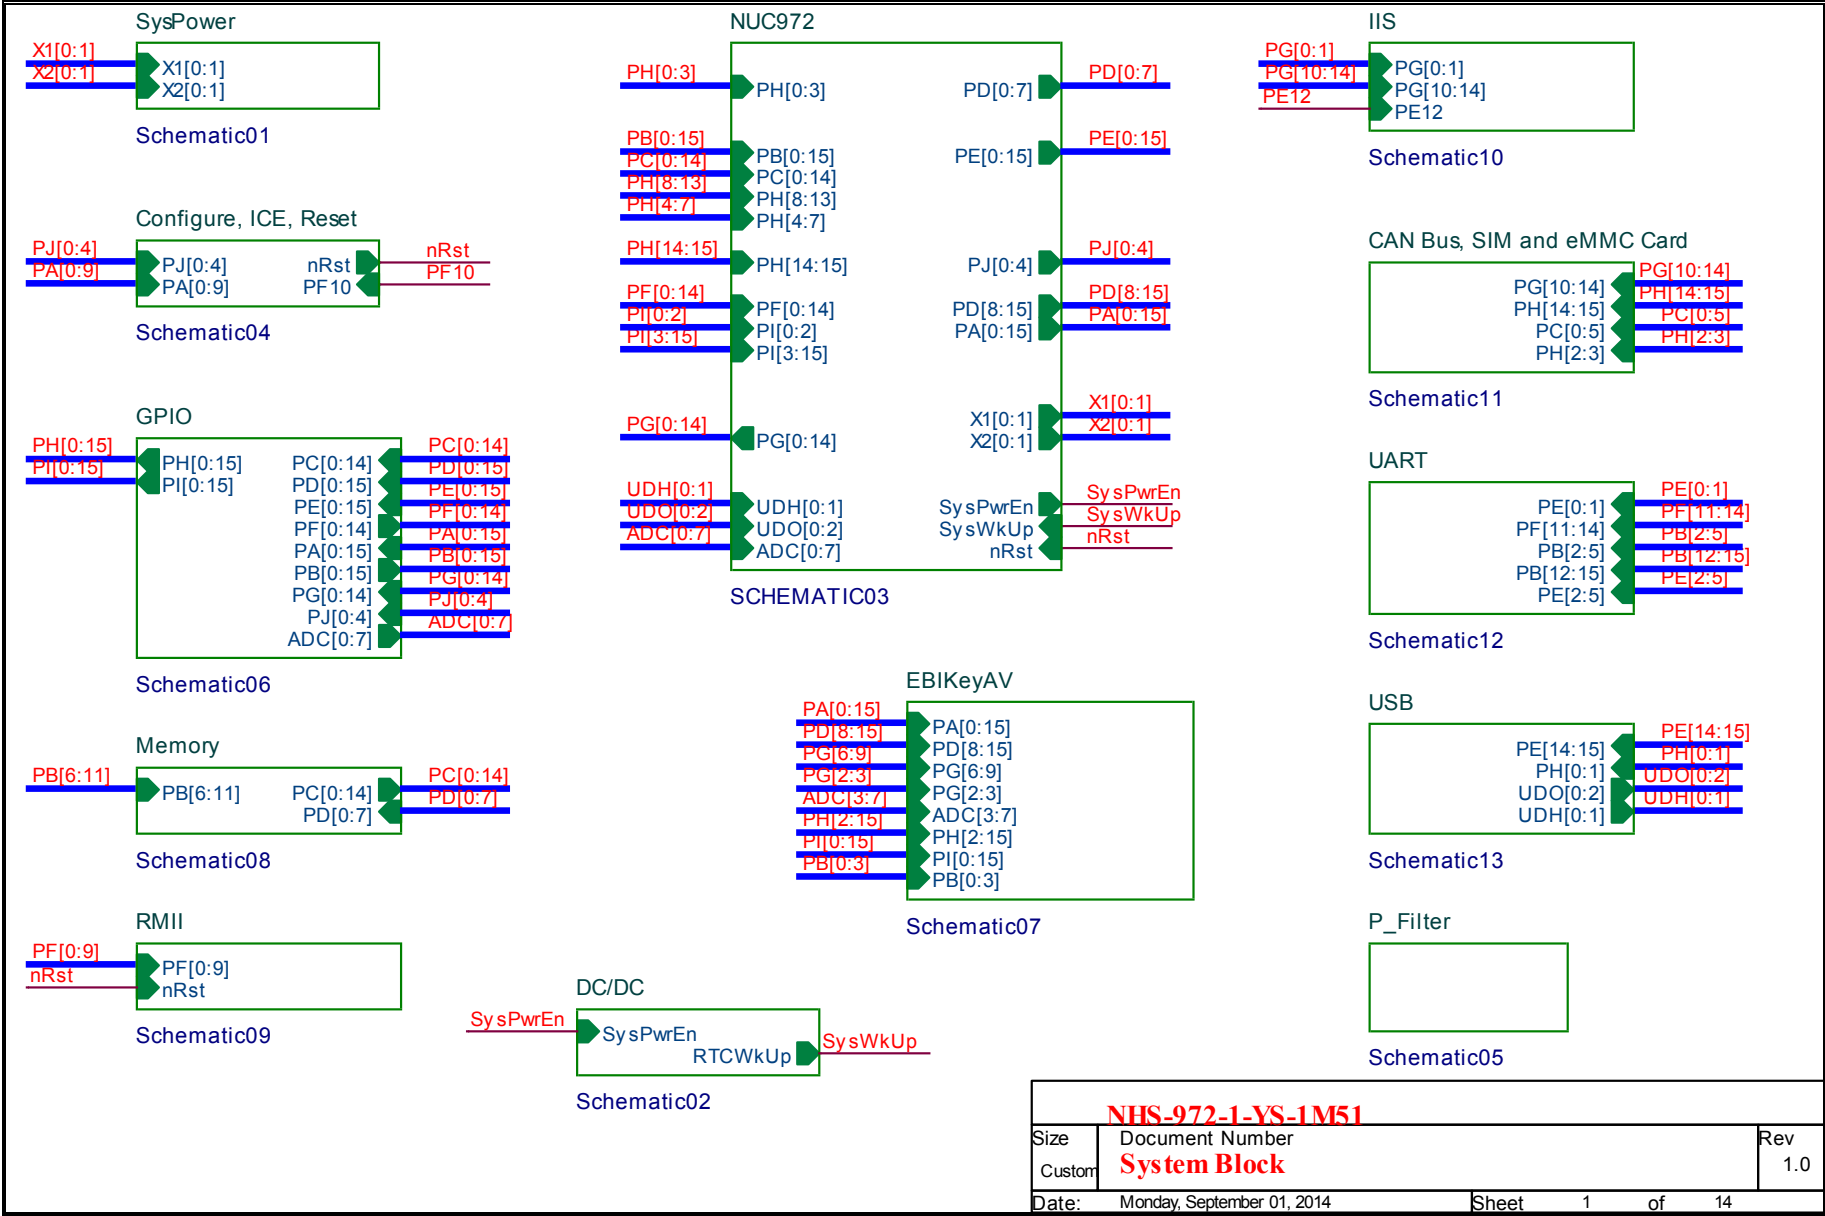 SysPower
X1[0:1]
X2[0:1]
X1[0:1]
X2[0:1]
Schematic01
Configure, ICE, Reset
PJ[0:4]
PA[0:9]
PJ[0:4]
PA[0:9]
nRst
PF10
nRst
PF10
Schematic04
GPIO
PH[0:15]
PI[0:15]
PH[0:15]
PI[0:15]
PC[0:14]
PD[0:15]
PE[0:15]
PF[0:14]
PA[0:15]
PB[0:15]
PG[0:14]
PJ[0:4]
ADC[0:7]
PC[0:14]
PD[0:15]
PE[0:15]
PF[0:14]
PA[0:15]
PB[0:15]
PG[0:14]
PJ[0:4]
ADC[0:7]
Schematic06
Memory
PB[6:11]
PB[6:11]
PC[0:14]
PD[0:7]
PC[0:14]
PD[0:7]
Schematic08
RMII
PF[0:9]
nRst
PF[0:9]
nRst
Schematic09
NUC972
PH[0:3]
PB[0:15]
PC[0:14]
PH[8:13]
PH[4:7]
PH[14:15]
PF[0:14]
PI[0:2]
PI[3:15]
PG[0:14]
UDH[0:1]
UDO[0:2]
ADC[0:7]
PH[0:3]
PB[0:15]
PC[0:14]
PH[8:13]
PH[4:7]
PH[14:15]
PF[0:14]
PI[0:2]
PI[3:15]
PG[0:14]
UDH[0:1]
UDO[0:2]
ADC[0:7]
PD[0:7]
PE[0:15]
PJ[0:4]
PD[8:15]
PA[0:15]
X1[0:1]
X2[0:1]
SysPwrEn
SysWkUp
nRst
PD[0:7]
PE[0:15]
PJ[0:4]
PD[8:15]
PA[0:15]
X1[0:1]
X2[0:1]
SysPwrEn
SysWkUp
nRst
SCHEMATIC03
EBIKeyAV
PA[0:15]
PD[8:15]
PG[6:9]
PG[2:3]
ADC[3:7]
PH[2:15]
PI[0:15]
PB[0:3]
PA[0:15]
PD[8:15]
PG[6:9]
PG[2:3]
ADC[3:7]
PH[2:15]
PI[0:15]
PB[0:3]
Schematic07
DC/DC
SysPwrEn
SysPwrEn
RTCWkUp
SysWkUp
Schematic02
IIS
PG[0:1]
PG[10:14]
PE12
PG[0:1]
PG[10:14]
PE12
Schematic10
CAN Bus, SIM and eMMC Card
PG[10:14]
PH[14:15]
PC[0:5]
PH[2:3]
PG[10:14]
PH[14:15]
PC[0:5]
PH[2:3]
Schematic11
UART
PE[0:1]
PF[11:14]
PB[2:5]
PB[12:15]
PE[2:5]
PE[0:1]
PF[11:14]
PB[2:5]
PB[12:15]
PE[2:5]
Schematic12
USB
PE[14:15]
PH[0:1]
UDO[0:2]
UDH[0:1]
PE[14:15]
PH[0:1]
UDO[0:2]
UDH[0:1]
Schematic13
P_Filter
Schematic05
NHS-972-1-YS-1M51
Size Document Number Rev
Custom System Block 1.0
Date: Monday, September 01, 2014 Sheet 1 of 14